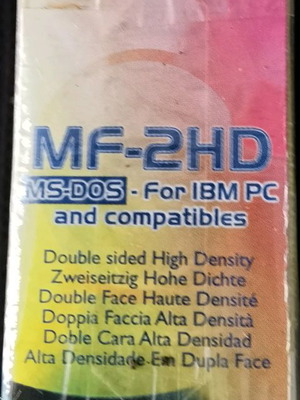 MF-2HD
MS-DOS - For IBM PC
and compatibles
Double sided High Density
Zweiseitzig Hohe Dichte
Double Face Haute Densité
Doppia Faccia Alta Densità
Doble Cara Alta Densidad
Alta Densidade Em Dupla Face